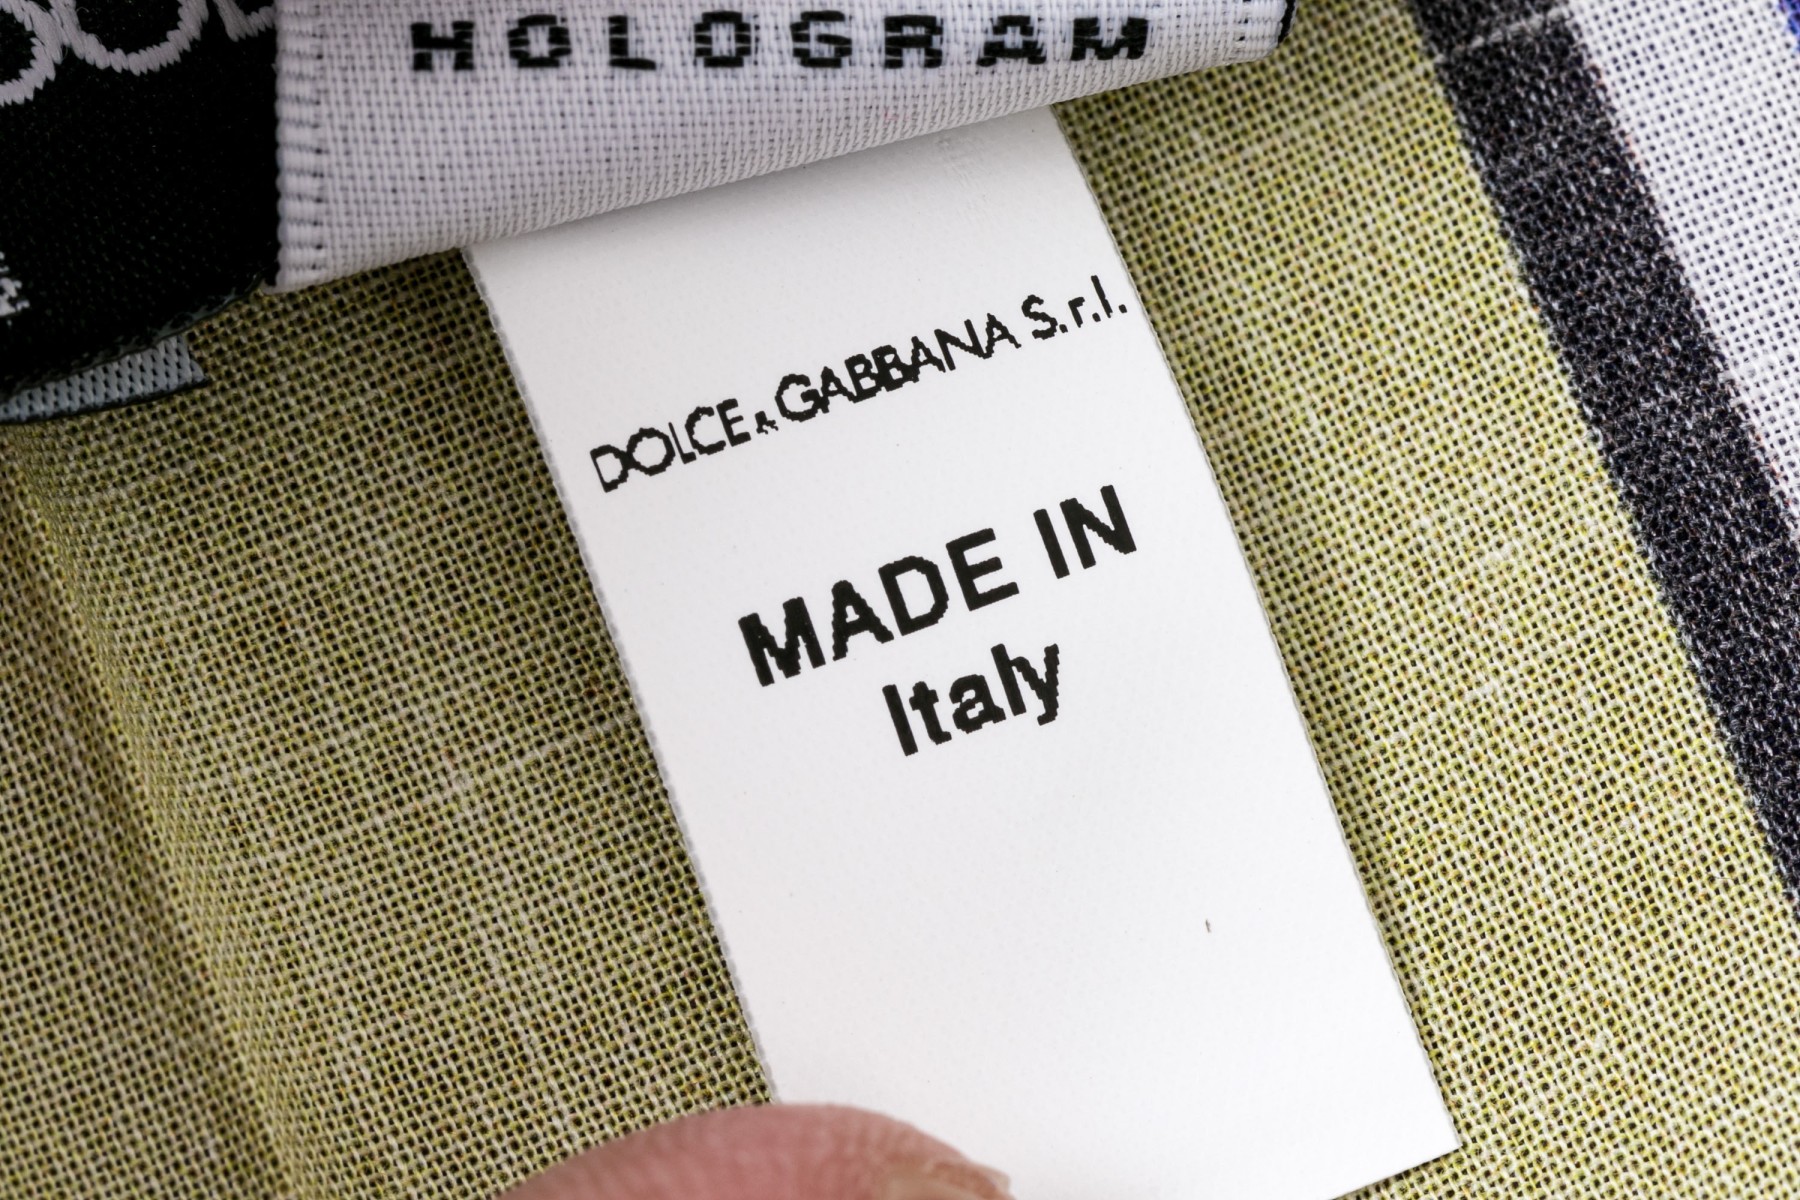 HOLOGRAM
DOLCE & GABBANA S.r.l.
MADE IN
Italy